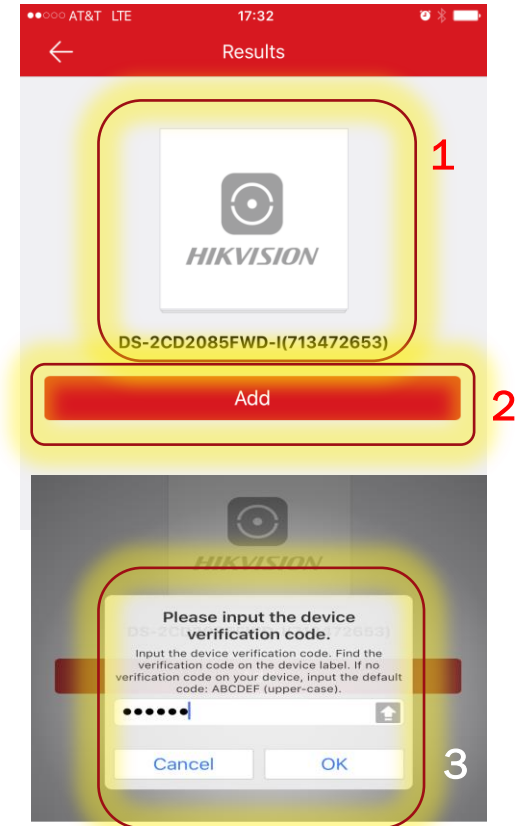 AT&T LTE 17:32
Results
1
HIKVISION
DS-2CD2085FWD-I(713472653)
Add
2
HIKVISION
Please input the device
verification code.
Input the device verification code. Find the
verification code on the device label. If no
verification code on your device, input the default
code: ABCDEF (upper-case).
••••••
Cancel OK
3